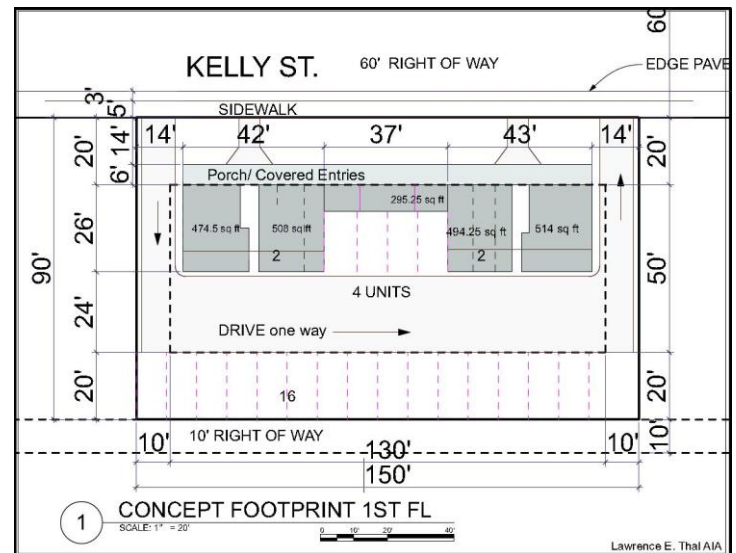 60'
KELLY ST.
60' RIGHT OF WAY
EDGE PAVE
3'
5'
SIDEWALK
14'
42'
37'
43'
14'
20'
14'
6'
20'
Porch/ Covered Entries
295.25 sq ft
474.5 sq ft
508 sq ft
494.25 sq ft
514 sq ft
26'
2
2
90'
50'
4 UNITS
24'
DRIVE one way
20'
16
20'
10' RIGHT OF WAY
10'
10'
130'
10'
150'
1
CONCEPT FOOTPRINT 1ST FL
SCALE: 1" = 20'
0 10' 20' 40'
Lawrence E. Thal AIA